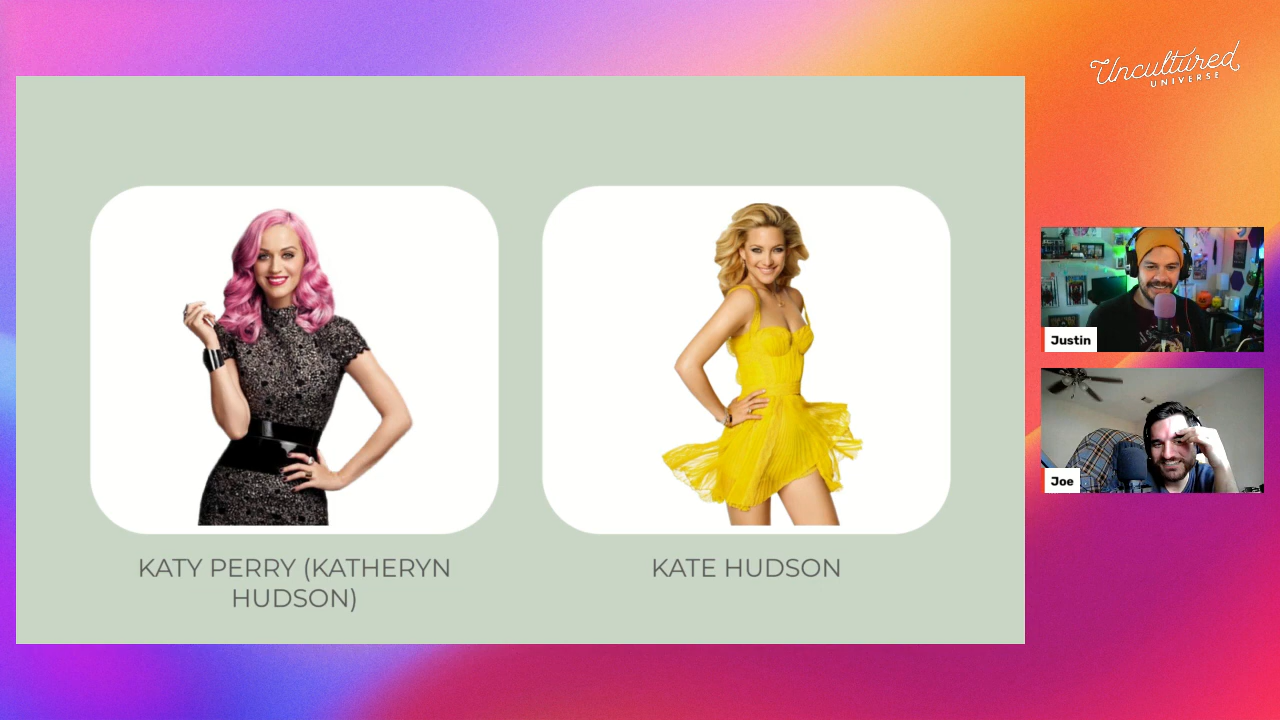 Uncultured
UNIVERSE
Justin
Joe
KATY PERRY (KATHERYN
HUDSON)
KATE HUDSON